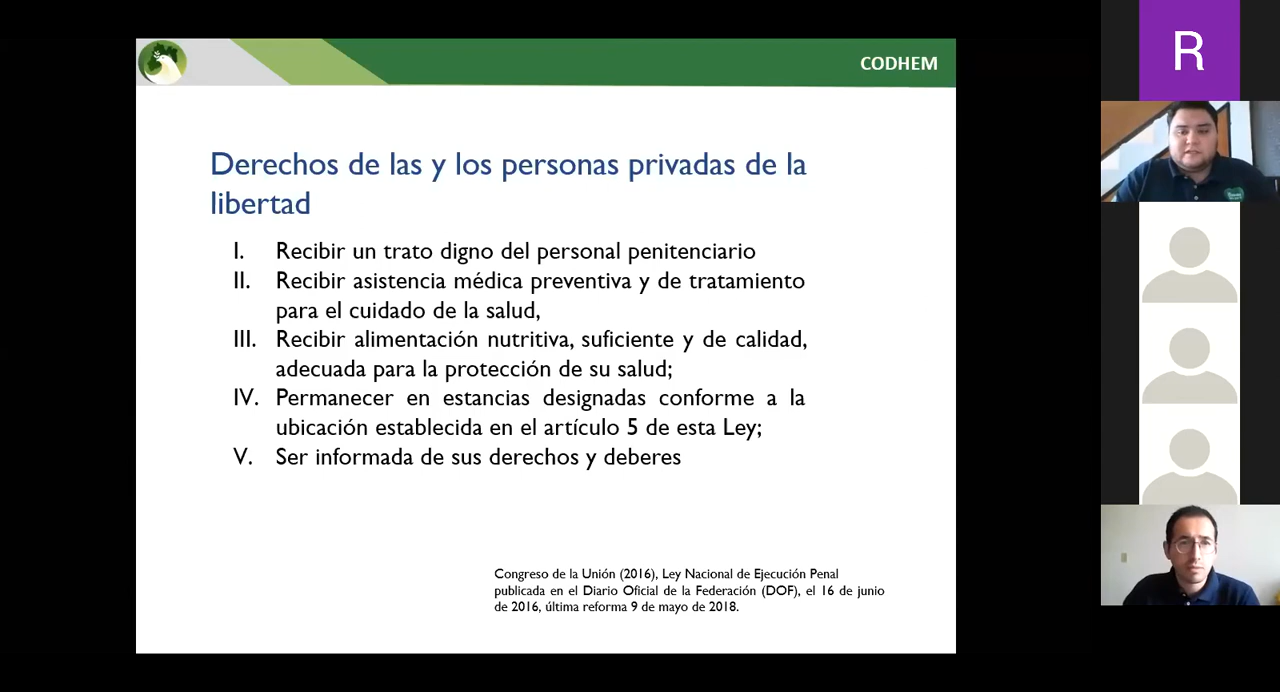 CODHEM
R
Derechos de las y los personas privadas de la
libertad
I. Recibir un trato digno del personal penitenciario
II. Recibir asistencia médica preventiva y de tratamiento
para el cuidado de la salud,
III. Recibir alimentación nutritiva, suficiente y de calidad,
adecuada para la protección de su salud;
IV. Permanecer en estancias designadas conforme a la
ubicación establecida en el artículo 5 de esta Ley;
V. Ser informada de sus derechos y deberes
Congreso de la Unión (2016), Ley Nacional de Ejecución Penal
publicada en el Diario Oficial de la Federación (DOF), el 16 de junio
de 2016, última reforma 9 de mayo de 2018.